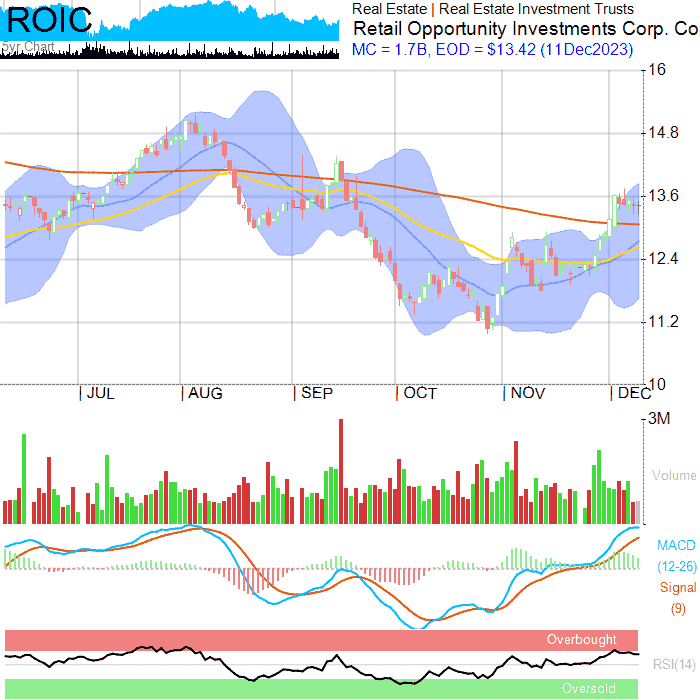 ROIC
5yr Chart
Real Estate | Real Estate Investment Trusts
Retail Opportunity Investments Corp. Co
MC = 1.7B, EOD = $13.42 (11Dec2023)
16
14.8
13.6
12.4
11.2
10
| JUL
| AUG
| SEP
| OCT
| NOV
| DEC
3M
Volume
MACD
(12-26)
Signal
(9)
Overbought
RSI(14)
Oversold